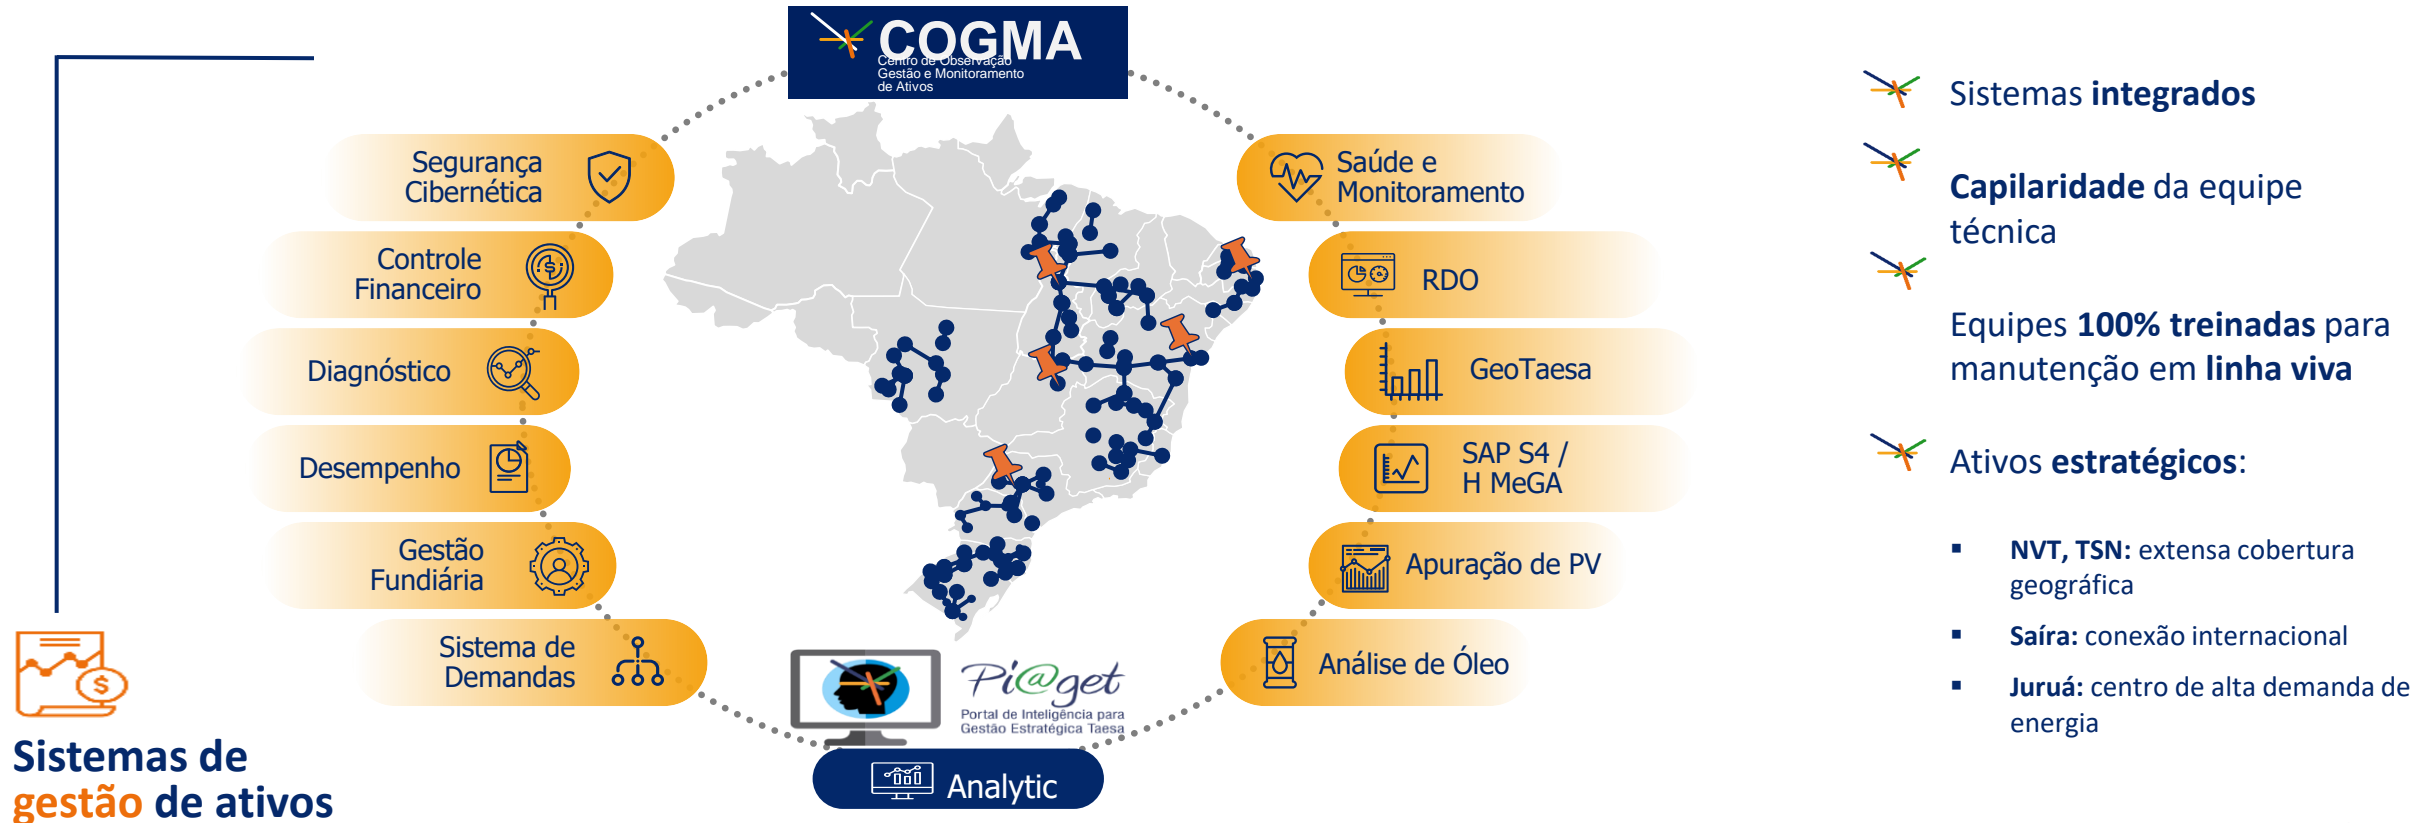 COGMA
Centro de Observação
Gestão e Monitoramento
de Ativos
Segurança
Cibernética
Controle
Financeiro
Diagnóstico
Desempenho
Gestão
Fundiária
Sistema de
Demandas
Saúde e
Monitoramento
RDO
GeoTaesa
SAP S4 /
H MeGA
Apuração de PV
Análise de Óleo
Pi@get
Portal de Inteligência para
Gestão Estratégica Taesa
Analytic
Sistemas de
gestão de ativos
Sistemas integrados
Capilaridade da equipe
técnica
Equipes 100% treinadas para
manutenção em linha viva
Ativos estratégicos:
▪ NVT, TSN: extensa cobertura
geográfica
▪ Saíra: conexão internacional
▪ Juruá: centro de alta demanda de
energia